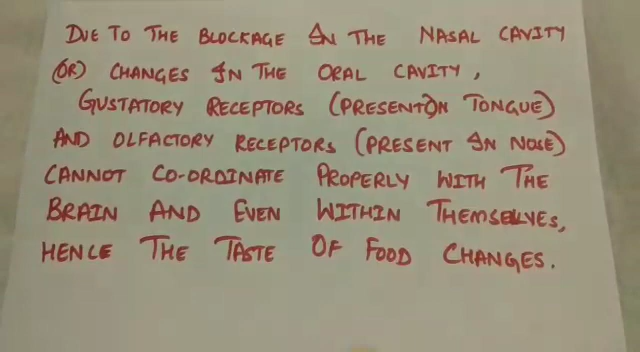 DUE TO THE BLOCKAGE IN THE NASAL CAVITY
(OR) CHANGES IN THE ORAL CAVITY,
GUSTATORY RECEPTORS (PRESENT ON TONGUE)
AND OLFACTORY RECEPTORS (PRESENT IN NOSE)
CANNOT CO-ORDINATE PROPERLY WITH THE
BRAIN AND EVEN WITHIN THEMSELVES,
HENCE THE TASTE OF FOOD CHANGES.